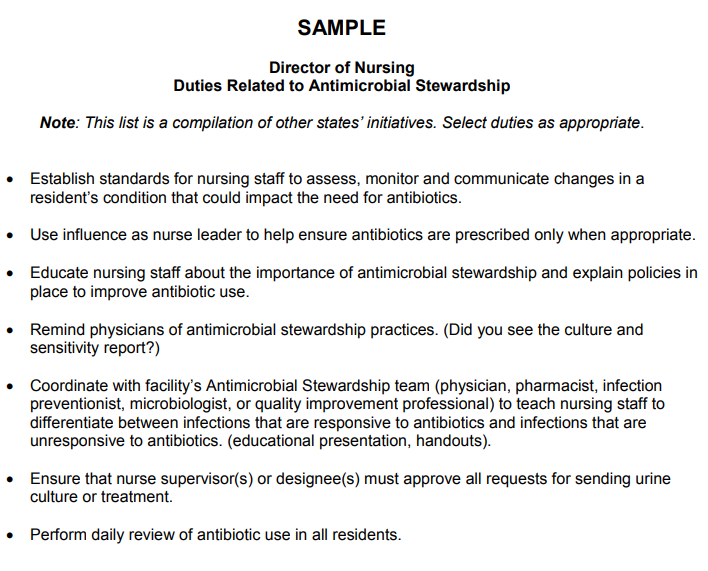 SAMPLE
Director of Nursing
Duties Related to Antimicrobial Stewardship
Note: This list is a compilation of other states' initiatives. Select duties as appropriate.
• Establish standards for nursing staff to assess, monitor and communicate changes in a
resident's condition that could impact the need for antibiotics.
• Use influence as nurse leader to help ensure antibiotics are prescribed only when appropriate.
• Educate nursing staff about the importance of antimicrobial stewardship and explain policies in
place to improve antibiotic use.
• Remind physicians of antimicrobial stewardship practices. (Did you see the culture and
sensitivity report?)
• Coordinate with facility's Antimicrobial Stewardship team (physician, pharmacist, infection
preventionist, microbiologist, or quality improvement professional) to teach nursing staff to
differentiate between infections that are responsive to antibiotics and infections that are
unresponsive to antibiotics. (educational presentation, handouts).
• Ensure that nurse supervisor(s) or designee(s) must approve all requests for sending urine
culture or treatment.
• Perform daily review of antibiotic use in all residents.